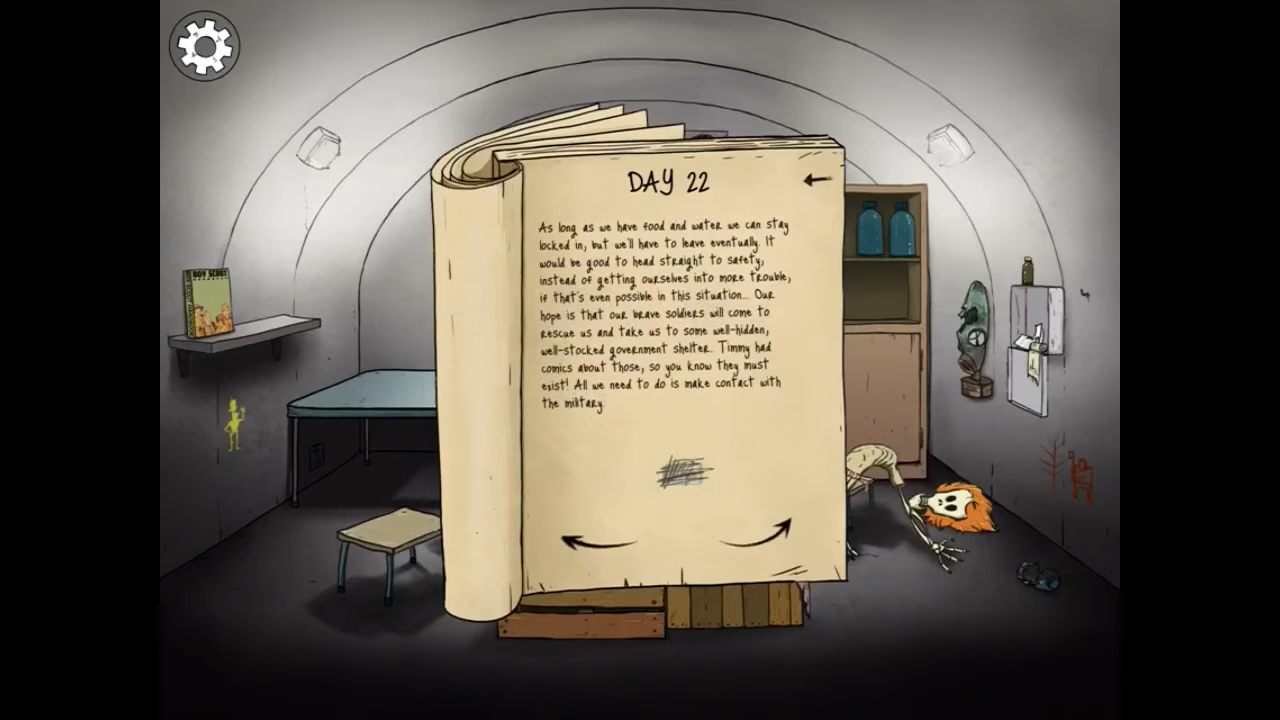 DAY 22
As long as we have food and water we can stay
locked in, but we'll have to leave eventually. It
would be good to head straight to safety,
instead of getting ourselves into more trouble,
if that's even possible in this situation... Our
hope is that our brave soldiers will come to
rescue us and take us to some well-hidden,
well-stocked government shelter. Timmy had
comics about those, so you know they must
exist! All we need to do is make contact with
the military.
BOY SCOUT